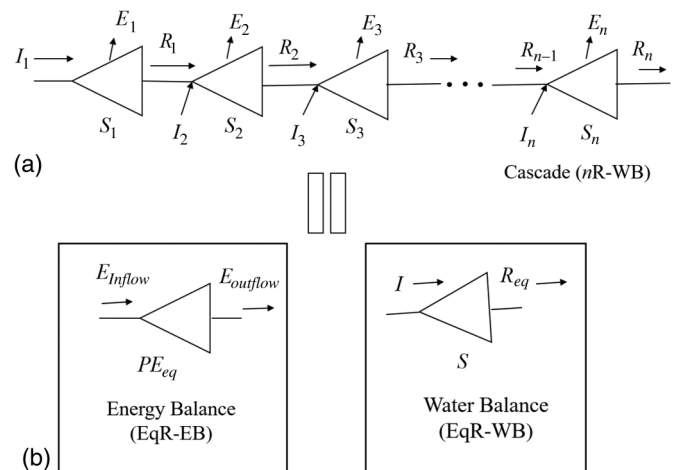 E1 E2 E3 En
I1 R1 R2 R3 Rn–1 Rn
S1 I2 S2 I3 S3 In Sn
(a)
Cascade (nR-WB)
EInflow Eoutflow
PEeq
Energy Balance
(EqR-EB)
I Req
S
Water Balance
(EqR-WB)
(b)